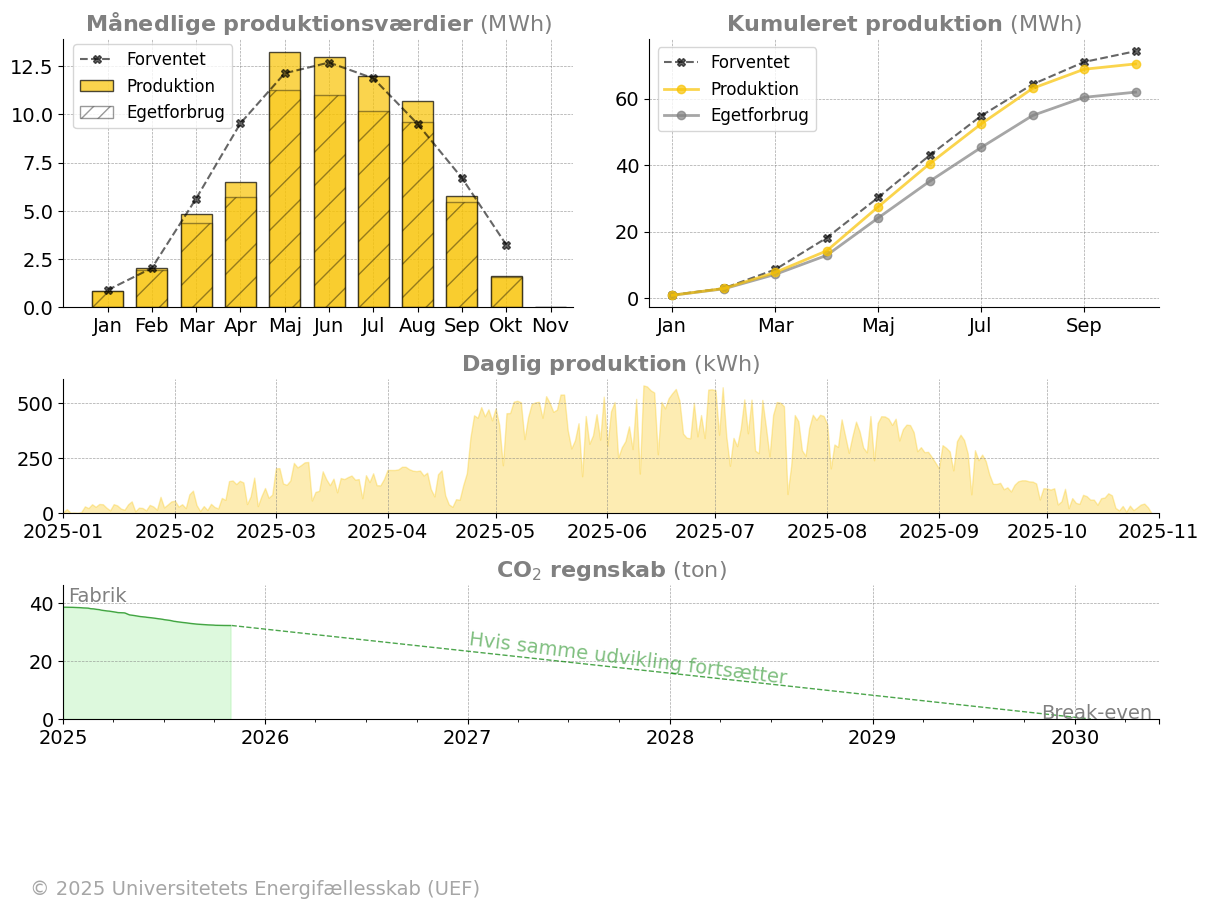 Månedlige produktionsværdier (MWh)
Forventet
Produktion
Egetforbrug
12.5
10.0
7.5
5.0
2.5
0.0
Jan Feb Mar Apr Maj Jun Jul Aug Sep Okt Nov
Kumuleret produktion (MWh)
Forventet
Produktion
Egetforbrug
60
40
20
0
Jan Mar Maj Jul Sep
Daglig produktion (kWh)
500
250
0
2025-01 2025-02 2025-03 2025-04 2025-05 2025-06 2025-07 2025-08 2025-09 2025-10 2025-11
CO₂ regnskab (ton)
Fabrik
40
20
0
Hvis samme udvikling fortsætter
Break-even
2025 2026 2027 2028 2029 2030
© 2025 Universitetets Energifællesskab (UEF)